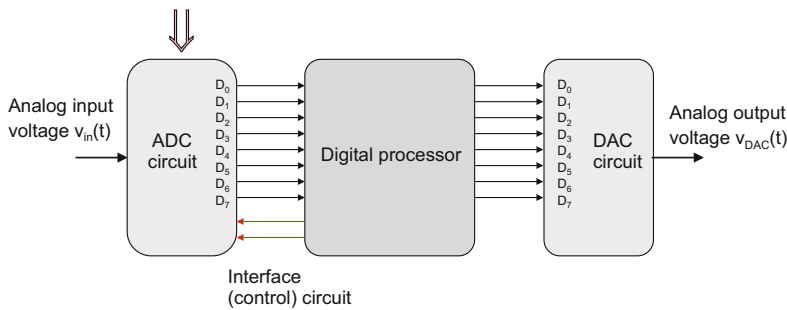 Analog input
voltage v_in(t)
ADC
circuit
D₀
D₁
D₂
D₃
D₄
D₅
D₆
D₇
Digital processor
Interface
(control) circuit
D₀
D₁
D₂
D₃
D₄
D₅
D₆
D₇
DAC
circuit
Analog output
voltage v_DAC(t)